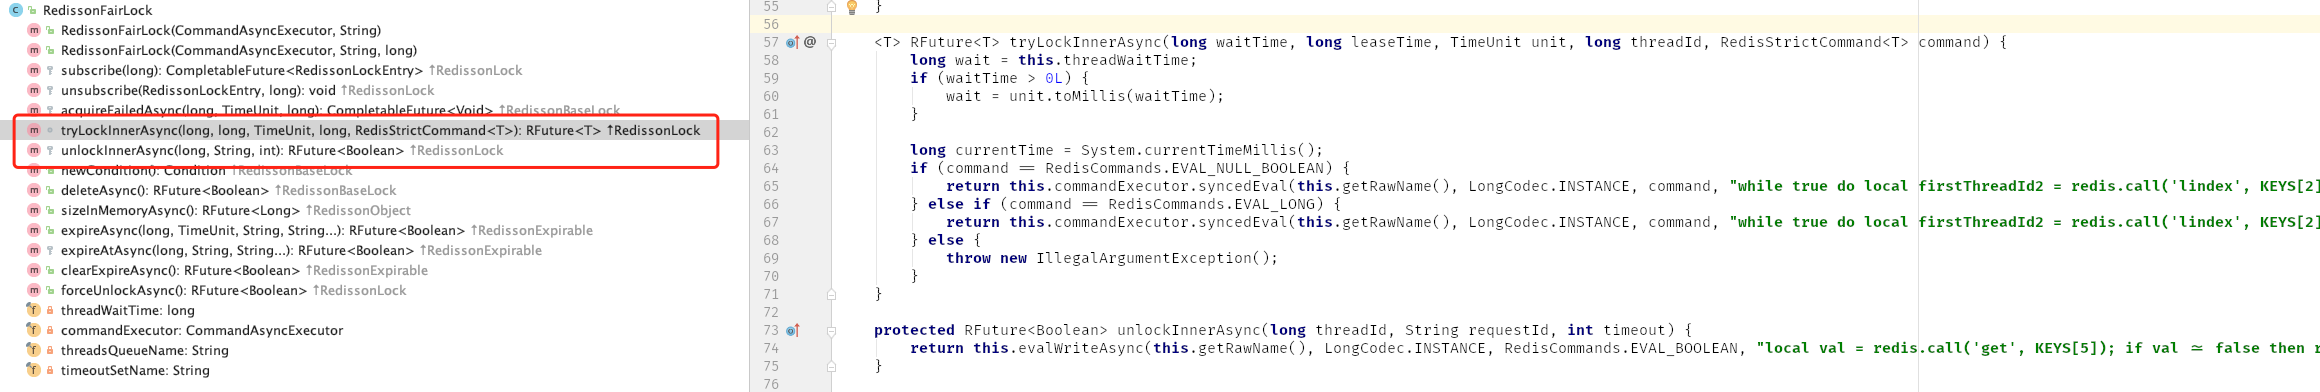 RedissonFairLock
RedissonFairLock(CommandAsyncExecutor, String)
RedissonFairLock(CommandAsyncExecutor, String, long)
subscribe(long): CompletableFuture<RedissonLockEntry> ↑RedissonLock
unsubscribe(RedissonLockEntry, long): void ↑RedissonLock
acquireFailedAsync(long, TimeUnit, long): CompletableFuture<Void> ↑RedissonBaseLock
tryLockInnerAsync(long, long, TimeUnit, long, RedisStrictCommand<T>): RFuture<T> ↑RedissonLock
unlockInnerAsync(long, String, int): RFuture<Boolean> ↑RedissonLock
newCondition(): Condition ↑RedissonBaseLock
deleteAsync(): RFuture<Boolean> ↑RedissonBaseLock
sizeInMemoryAsync(): RFuture<Long> ↑RedissonObject
expireAsync(long, TimeUnit, String, String...): RFuture<Boolean> ↑RedissonExpirable
expireAtAsync(long, String, String...): RFuture<Boolean> ↑RedissonExpirable
clearExpireAsync(): RFuture<Boolean> ↑RedissonExpirable
forceUnlockAsync(): RFuture<Boolean> ↑RedissonLock
threadWaitTime: long
commandExecutor: CommandAsyncExecutor
threadsQueueName: String
timeoutSetName: String
55 }
56
57 @ <T> RFuture<T> tryLockInnerAsync(long waitTime, long leaseTime, TimeUnit unit, long threadId, RedisStrictCommand<T> command) {
58 long wait = this.threadWaitTime;
59 if (waitTime > 0L) {
60 wait = unit.toMillis(waitTime);
61 }
62
63 long currentTime = System.currentTimeMillis();
64 if (command == RedisCommands.EVAL_NULL_BOOLEAN) {
65 return this.commandExecutor.syncedEval(this.getRawName(), LongCodec.INSTANCE, command, "while true do local firstThreadId2 = redis.call('lindex', KEYS[2]
66 } else if (command == RedisCommands.EVAL_LONG) {
67 return this.commandExecutor.syncedEval(this.getRawName(), LongCodec.INSTANCE, command, "while true do local firstThreadId2 = redis.call('lindex', KEYS[2]
68 } else {
69 throw new IllegalArgumentException();
70 }
71 }
72
73 protected RFuture<Boolean> unlockInnerAsync(long threadId, String requestId, int timeout) {
74 return this.evalWriteAsync(this.getRawName(), LongCodec.INSTANCE, RedisCommands.EVAL_BOOLEAN, "local val = redis.call('get', KEYS[5]); if val ~= false then r
75 }
76